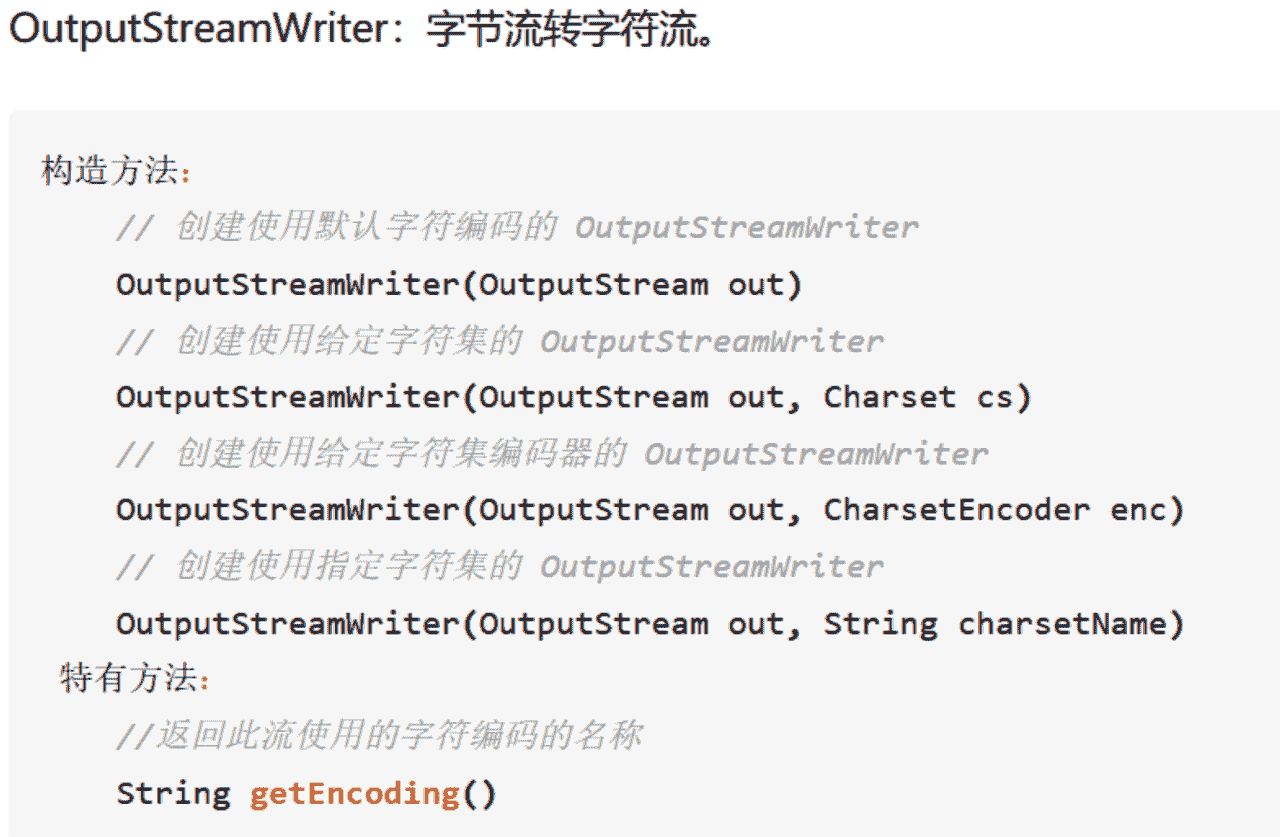 OutputStreamWriter：字节流转字符流。
构造方法：
// 创建使用默认字符编码的 OutputStreamWriter
OutputStreamWriter(OutputStream out)
// 创建使用给定字符集的 OutputStreamWriter
OutputStreamWriter(OutputStream out, Charset cs)
// 创建使用给定字符集编码器的 OutputStreamWriter
OutputStreamWriter(OutputStream out, CharsetEncoder enc)
// 创建使用指定字符集的 OutputStreamWriter
OutputStreamWriter(OutputStream out, String charsetName)
特有方法：
//返回此流使用的字符编码的名称
String getEncoding()